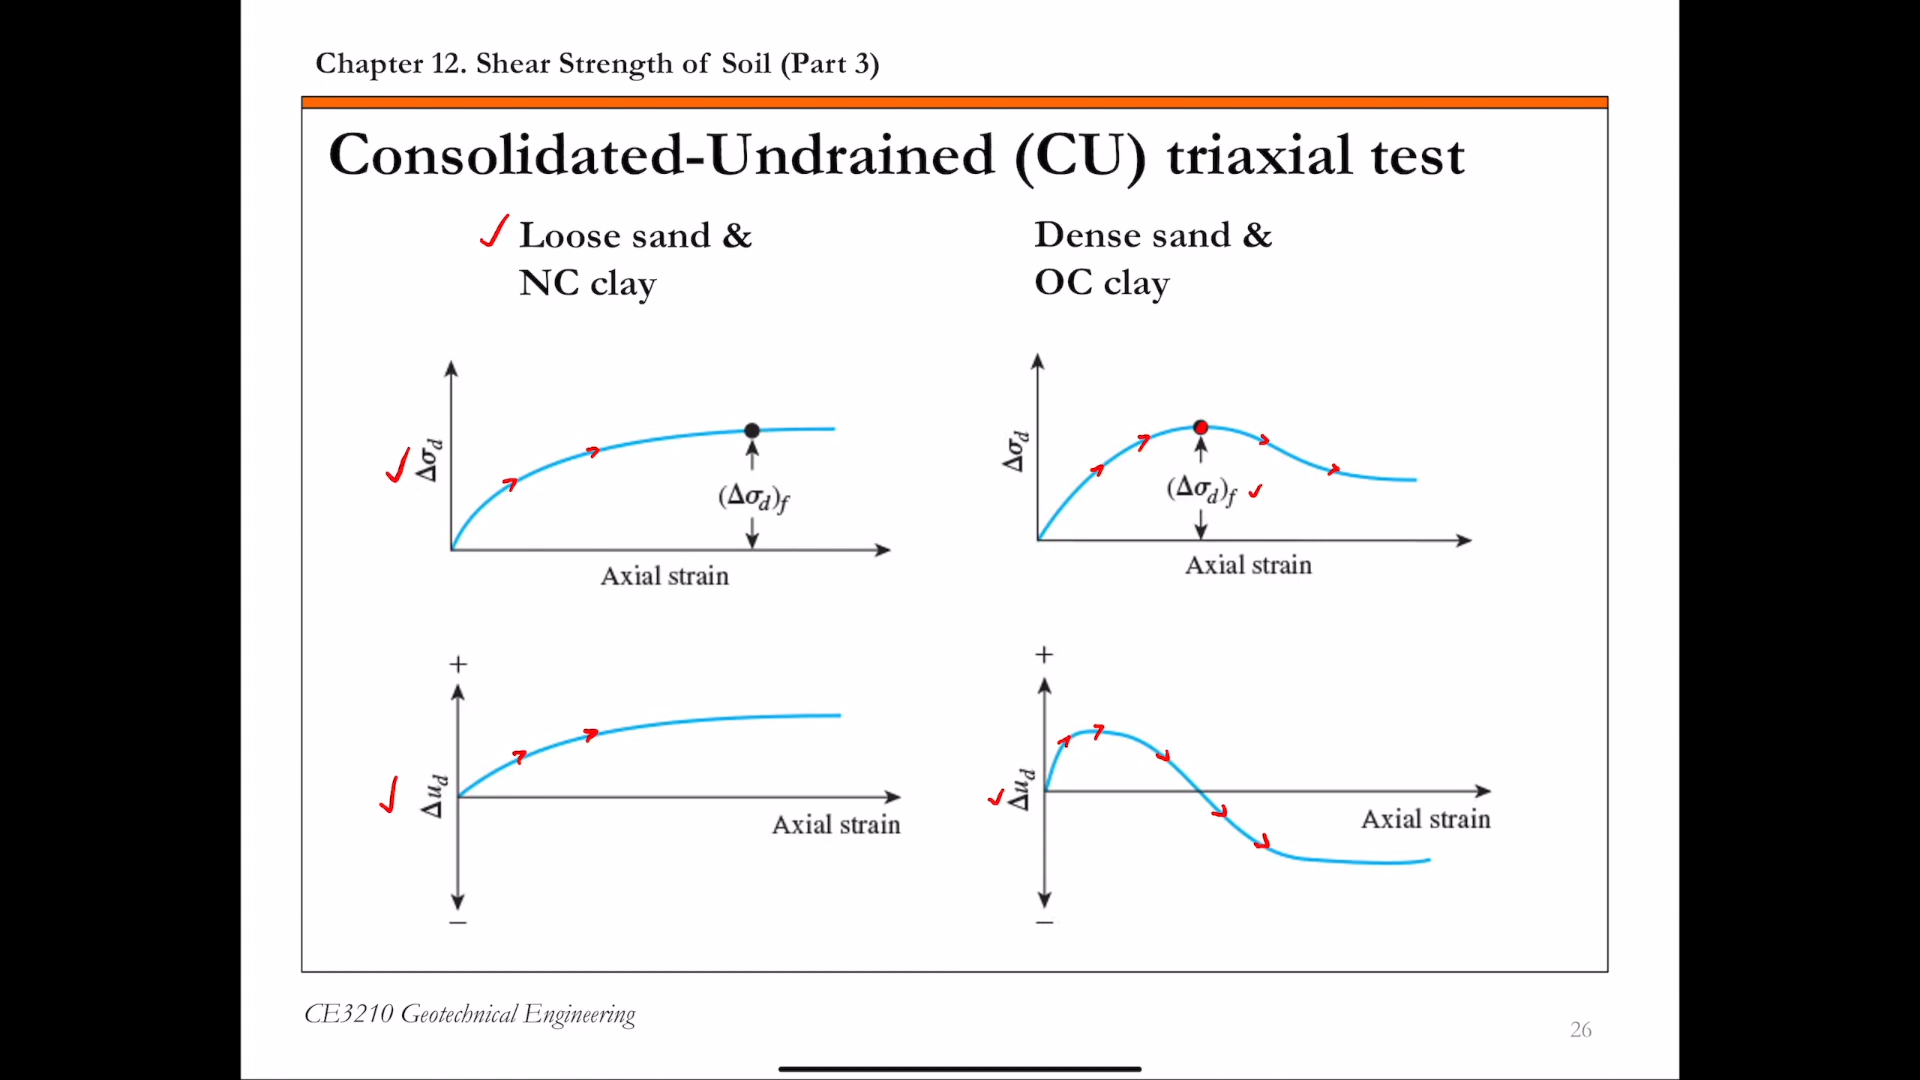 Chapter 12. Shear Strength of Soil (Part 3)
Consolidated-Undrained (CU) triaxial test
Loose sand &
NC clay
Dense sand &
OC clay
Δσd
(Δσd)f
Axial strain
Δσd
(Δσd)f
Axial strain
+
Δud
Axial strain
−
+
Δud
Axial strain
−
CE3210 Geotechnical Engineering
26